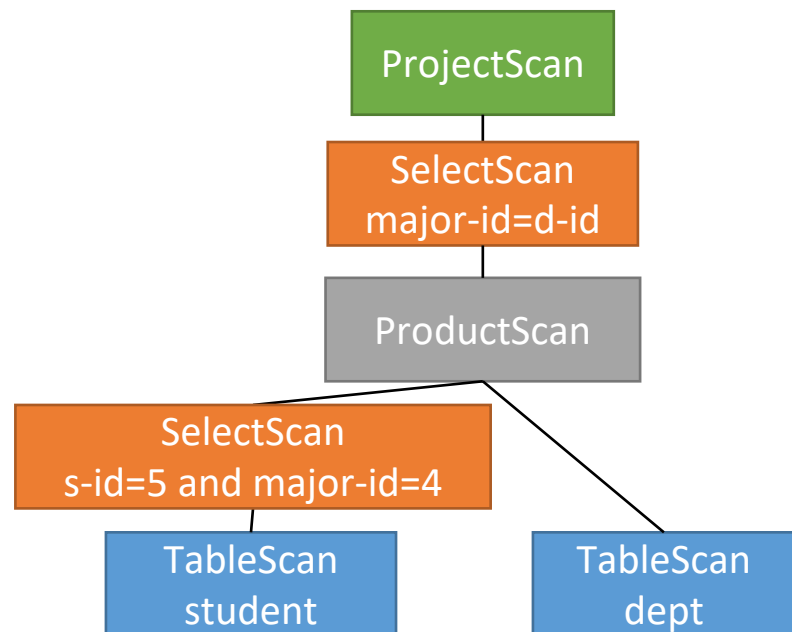 ProjectScan
SelectScan
major-id=d-id
ProductScan
SelectScan
s-id=5 and major-id=4
TableScan
student
TableScan
dept